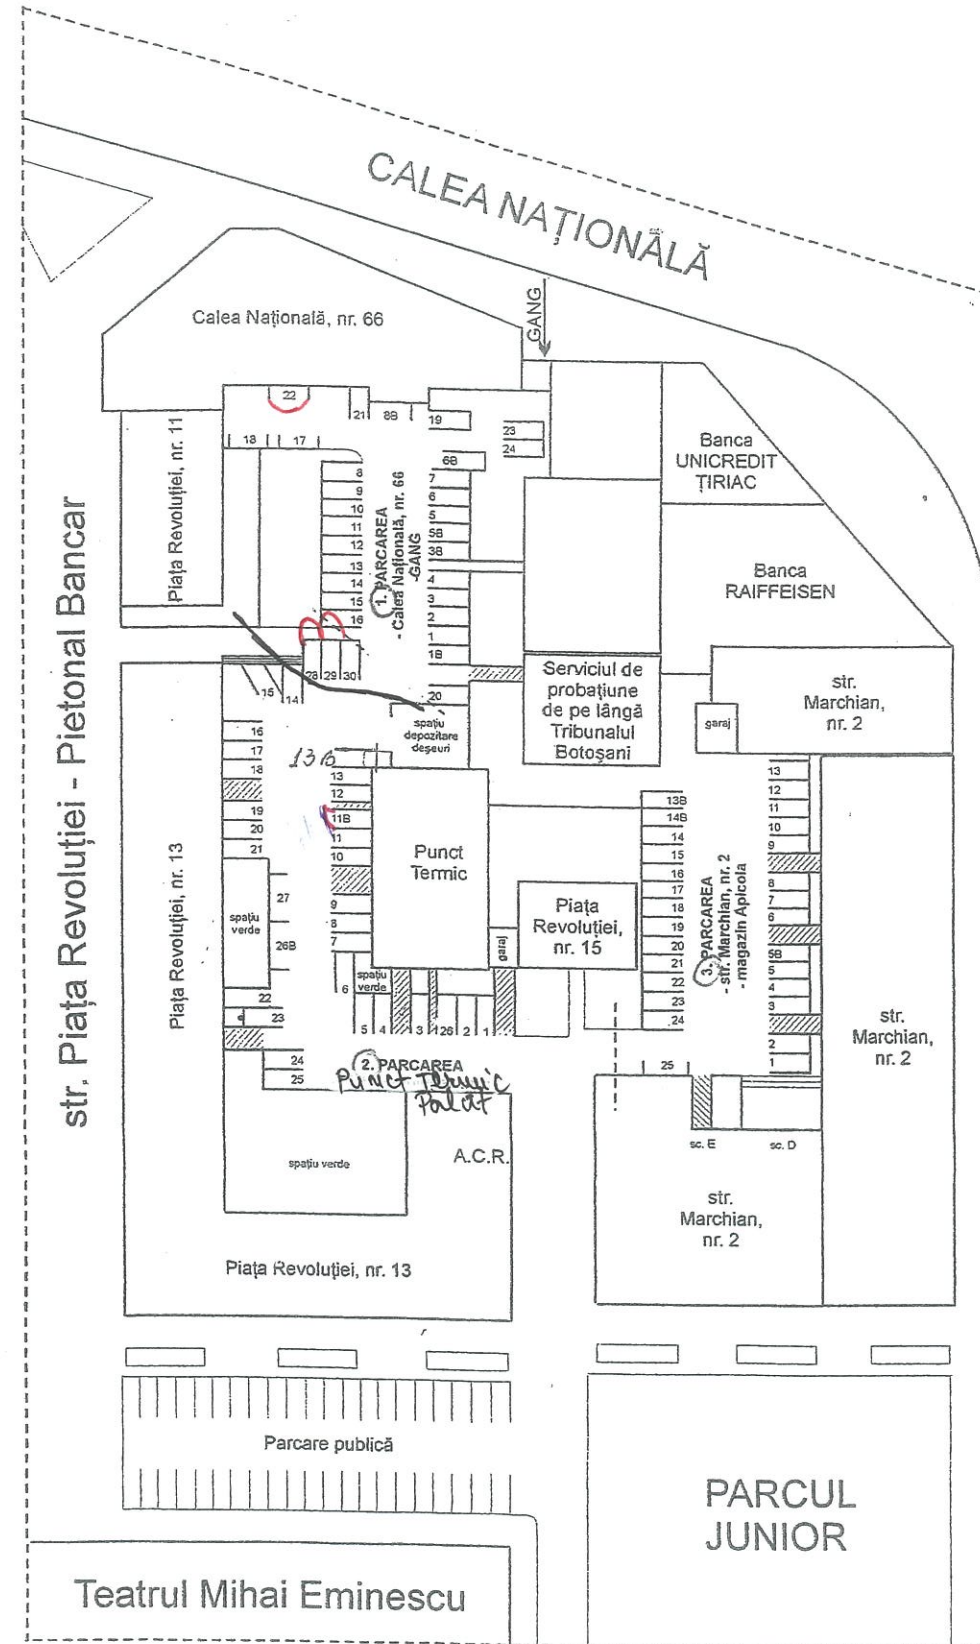 CALEA NAȚIONALĂ
GANG
Calea Națională, nr. 66
22
21
8B
19
23
24
Banca
UNICREDIT
ȚIRIAC
Piața Revoluției, nr. 11
18
17
6B
8
9
10
11
12
13
14
15
16
1. PARCAREA
- Calea Națională, nr. 66
-GANG
7
6
5
5B
3B
4
3
2
1
1B
20
Banca
RAIFFEISEN
Serviciul de
probațiune
de pe lângă
Tribunalul
Botoșani
str.
Marchian,
nr. 2
garaj
28
29
30
15
14
spațiu
depozitare
deșeuri
str. Piața Revoluției - Pietonal Bancar
Piața Revoluției, nr. 13
16
17
18
19
20
21
spațiu
verde
27
26B
22
23
24
25
13B
13
12
11B
11
10
9
8
7
6
spațiu
verde
5
4
3
126
2
1
Punct
Termic
garaj
Piața
Revoluției,
nr. 15
2. PARCAREA
Punct Termic
Palat
13B
14B
14
15
16
17
18
19
20
21
22
23
24
25
3. PARCAREA
- str. Marchian, nr. 2
- magazin Apicola
13
12
11
10
9
8
7
6
5B
5
4
3
2
1
str.
Marchian,
nr. 2
sc. E
sc. D
str.
Marchian,
nr. 2
spațiu verde
A.C.R.
Piața Revoluției, nr. 13
Parcare publică
PARCUL
JUNIOR
Teatrul Mihai Eminescu